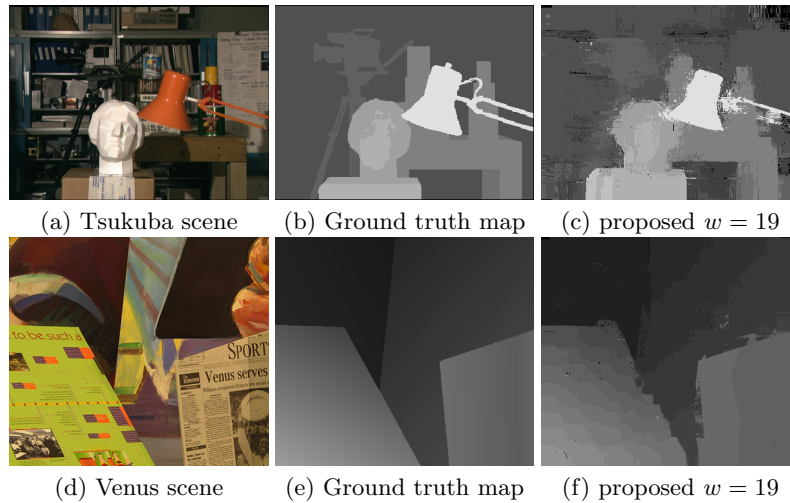 (a) Tsukuba scene
(b) Ground truth map
(c) proposed w = 19
to be such a
SPORT
Venus serves
(d) Venus scene
(e) Ground truth map
(f) proposed w = 19